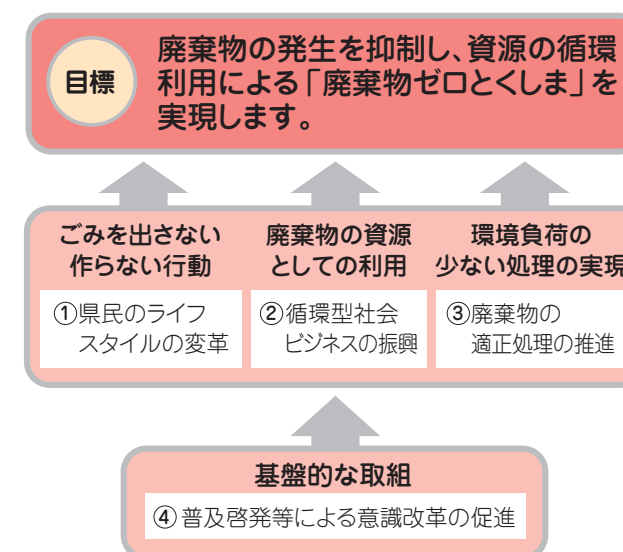 目標
廃棄物の発生を抑制し、資源の循環
利用による「廃棄物ゼロとくしま」を
実現します。
ごみを出さない
作らない行動
①県民のライフ
スタイルの変革
廃棄物の資源
としての利用
②循環型社会
ビジネスの振興
環境負荷の
少ない処理の実現
③廃棄物の
適正処理の推進
基盤的な取組
④普及啓発等による意識改革の促進